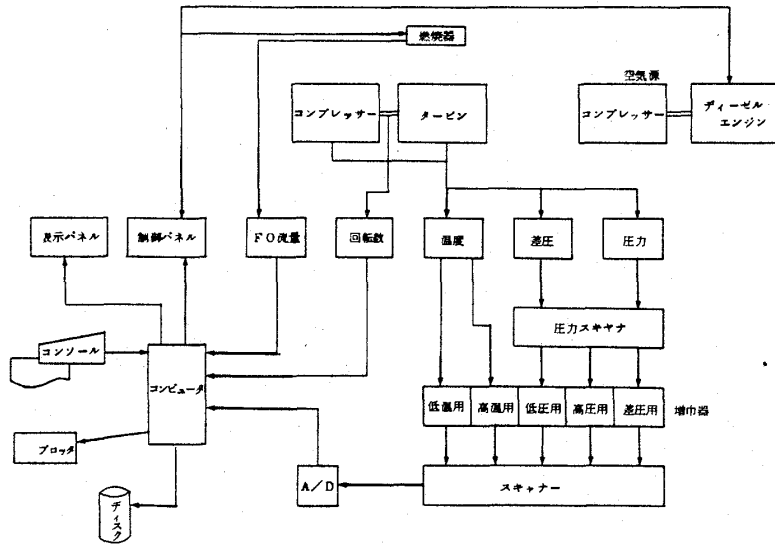 燃焼器
空気源
コンプレッサー
タービン
コンプレッサー
ディーゼル
エンジン
表示パネル
制御パネル
FO流量
回転数
温度
差圧
圧力
圧力スキャナ
コンソール
コンピュータ
低温用
高温用
低圧用
高圧用
差圧用
増巾器
プロッタ
ディスク
A/D
スキャナー